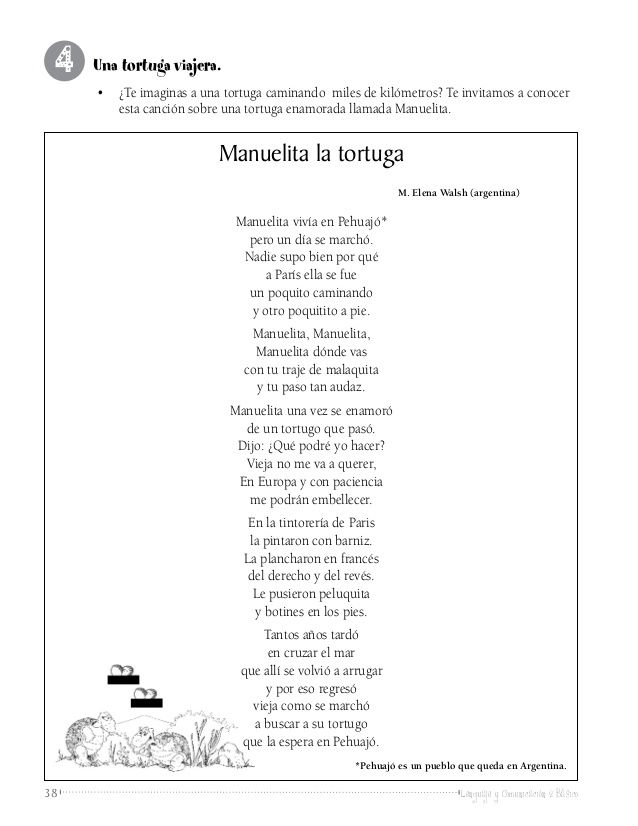 4
Una tortuga viajera.
• ¿Te imaginas a una tortuga caminando miles de kilómetros? Te invitamos a conocer
esta canción sobre una tortuga enamorada llamada Manuelita.
Manuelita la tortuga
M. Elena Walsh (argentina)
Manuelita vivía en Pehuajó*
pero un día se marchó.
Nadie supo bien por qué
a París ella se fue
un poquito caminando
y otro poquitito a pie.
Manuelita, Manuelita,
Manuelita dónde vas
con tu traje de malaquita
y tu paso tan audaz.
Manuelita una vez se enamoró
de un tortugo que pasó.
Dijo: ¿Qué podré yo hacer?
Vieja no me va a querer,
En Europa y con paciencia
me podrán embellecer.
En la tintorería de Paris
la pintaron con barniz.
La plancharon en francés
del derecho y del revés.
Le pusieron peluquita
y botines en los pies.
Tantos años tardó
en cruzar el mar
que allí se volvió a arrugar
y por eso regresó
vieja como se marchó
a buscar a su tortugo
que la espera en Pehuajó.
*Pehuajó es un pueblo que queda en Argentina.
38
Lenguaje y Comunicación 2 Básico